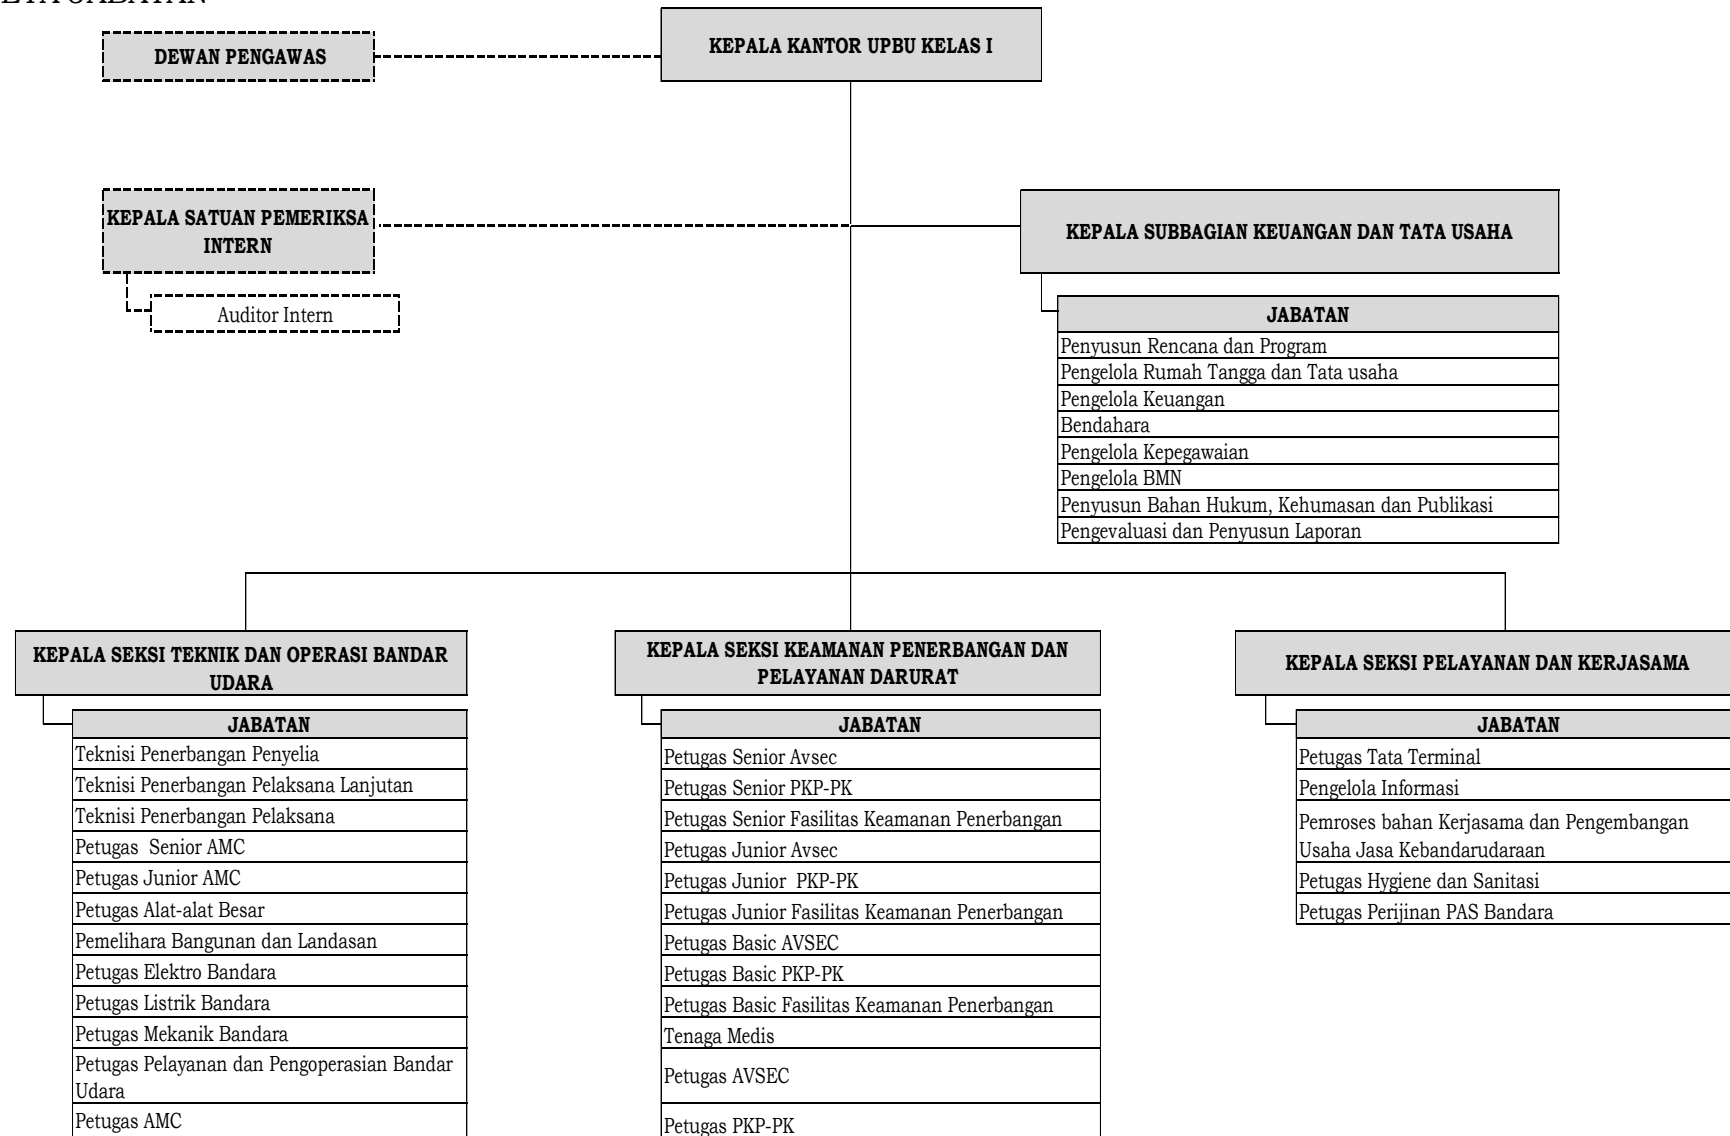 DEWAN PENGAWAS
KEPALA KANTOR UPBU KELAS I
KEPALA SATUAN PEMERIKSA
INTERN
Auditor Intern
KEPALA SUBBAGIAN KEUANGAN DAN TATA USAHA
JABATAN
Penyusun Rencana dan Program
Pengelola Rumah Tangga dan Tata usaha
Pengelola Keuangan
Bendahara
Pengelola Kepegawaian
Pengelola BMN
Penyusun Bahan Hukum, Kehumasan dan Publikasi
Pengevaluasi dan Penyusun Laporan
KEPALA SEKSI TEKNIK DAN OPERASI BANDAR
UDARA
JABATAN
Teknisi Penerbangan Penyelia
Teknisi Penerbangan Pelaksana Lanjutan
Teknisi Penerbangan Pelaksana
Petugas  Senior AMC
Petugas Junior AMC
Petugas Alat-alat Besar
Pemelihara Bangunan dan Landasan
Petugas Elektro Bandara
Petugas Listrik Bandara
Petugas Mekanik Bandara
Petugas Pelayanan dan Pengoperasian Bandar
Udara
Petugas AMC
KEPALA SEKSI KEAMANAN PENERBANGAN DAN
PELAYANAN DARURAT
JABATAN
Petugas Senior Avsec
Petugas Senior PKP-PK
Petugas Senior Fasilitas Keamanan Penerbangan
Petugas Junior Avsec
Petugas Junior  PKP-PK
Petugas Junior Fasilitas Keamanan Penerbangan
Petugas Basic AVSEC
Petugas Basic PKP-PK
Petugas Basic Fasilitas Keamanan Penerbangan
Tenaga Medis
Petugas AVSEC
Petugas PKP-PK
KEPALA SEKSI PELAYANAN DAN KERJASAMA
JABATAN
Petugas Tata Terminal
Pengelola Informasi
Pemroses bahan Kerjasama dan Pengembangan
Usaha Jasa Kebandarudaraan
Petugas Hygiene dan Sanitasi
Petugas Perijinan PAS Bandara